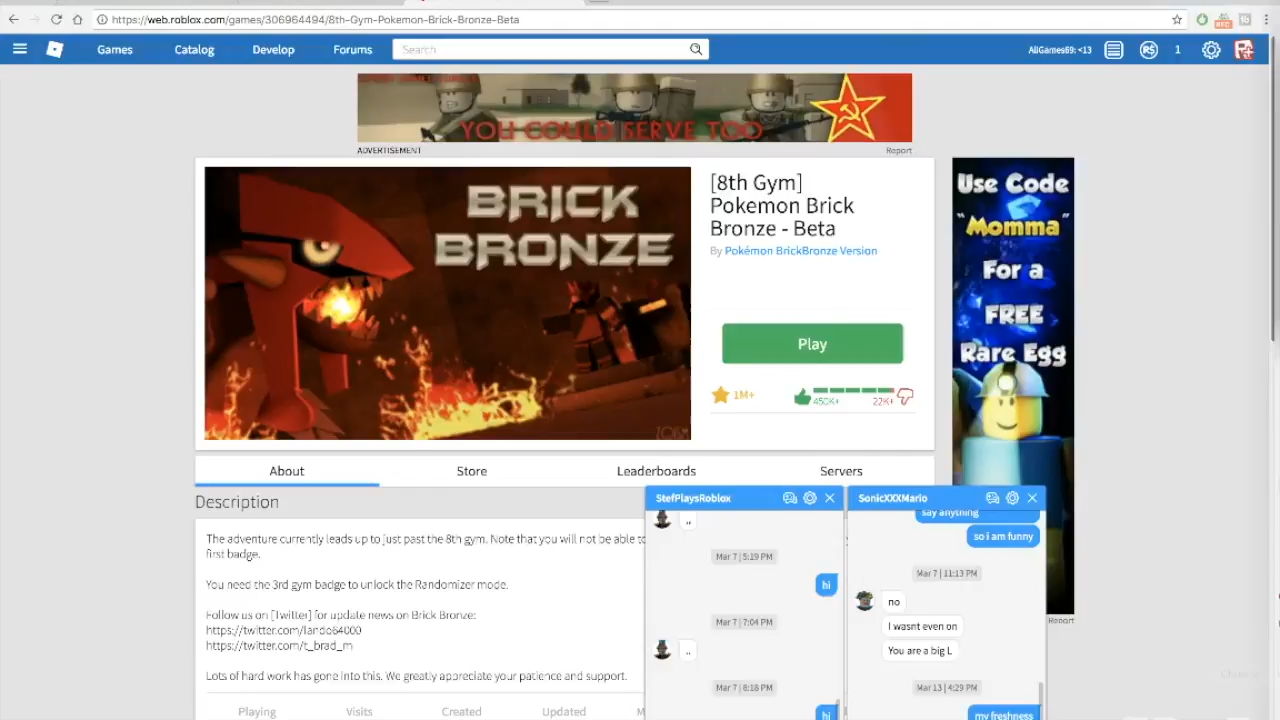 https://web.roblox.com/games/306964494/8th-Gym-Pokemon-Brick-Bronze-Beta
Games
Catalog
Develop
Forums
Search
AllGames69: <13
1
YOU COULD SERVE TOO
ADVERTISEMENT
Report
BRICK
BRONZE
[8th Gym]
Pokemon Brick
Bronze - Beta
By Pokémon BrickBronze Version
Play
1M+
450K+
22K+
Use Code
"Momma"
For a
FREE
Rare Egg
Report
About
Store
Leaderboards
Servers
Description
The adventure currently leads up to just past the 8th gym. Note that you will not be able to
first badge.
You need the 3rd gym badge to unlock the Randomizer mode.
Follow us on [Twitter] for update news on Brick Bronze:
https://twitter.com/lando64000
https://twitter.com/t_brad_m
Lots of hard work has gone into this. We greatly appreciate your patience and support.
Playing
Visits
Created
Updated
M
StefPlaysRoblox
,,
Mar 7 | 5:19 PM
hi
Mar 7 | 7:04 PM
..
Mar 7 | 8:18 PM
hi
SonicXXXMario
say anything
so i am funny
Mar 7 | 11:13 PM
no
I wasnt even on
You are a big L
Mar 13 | 4:29 PM
my freshness